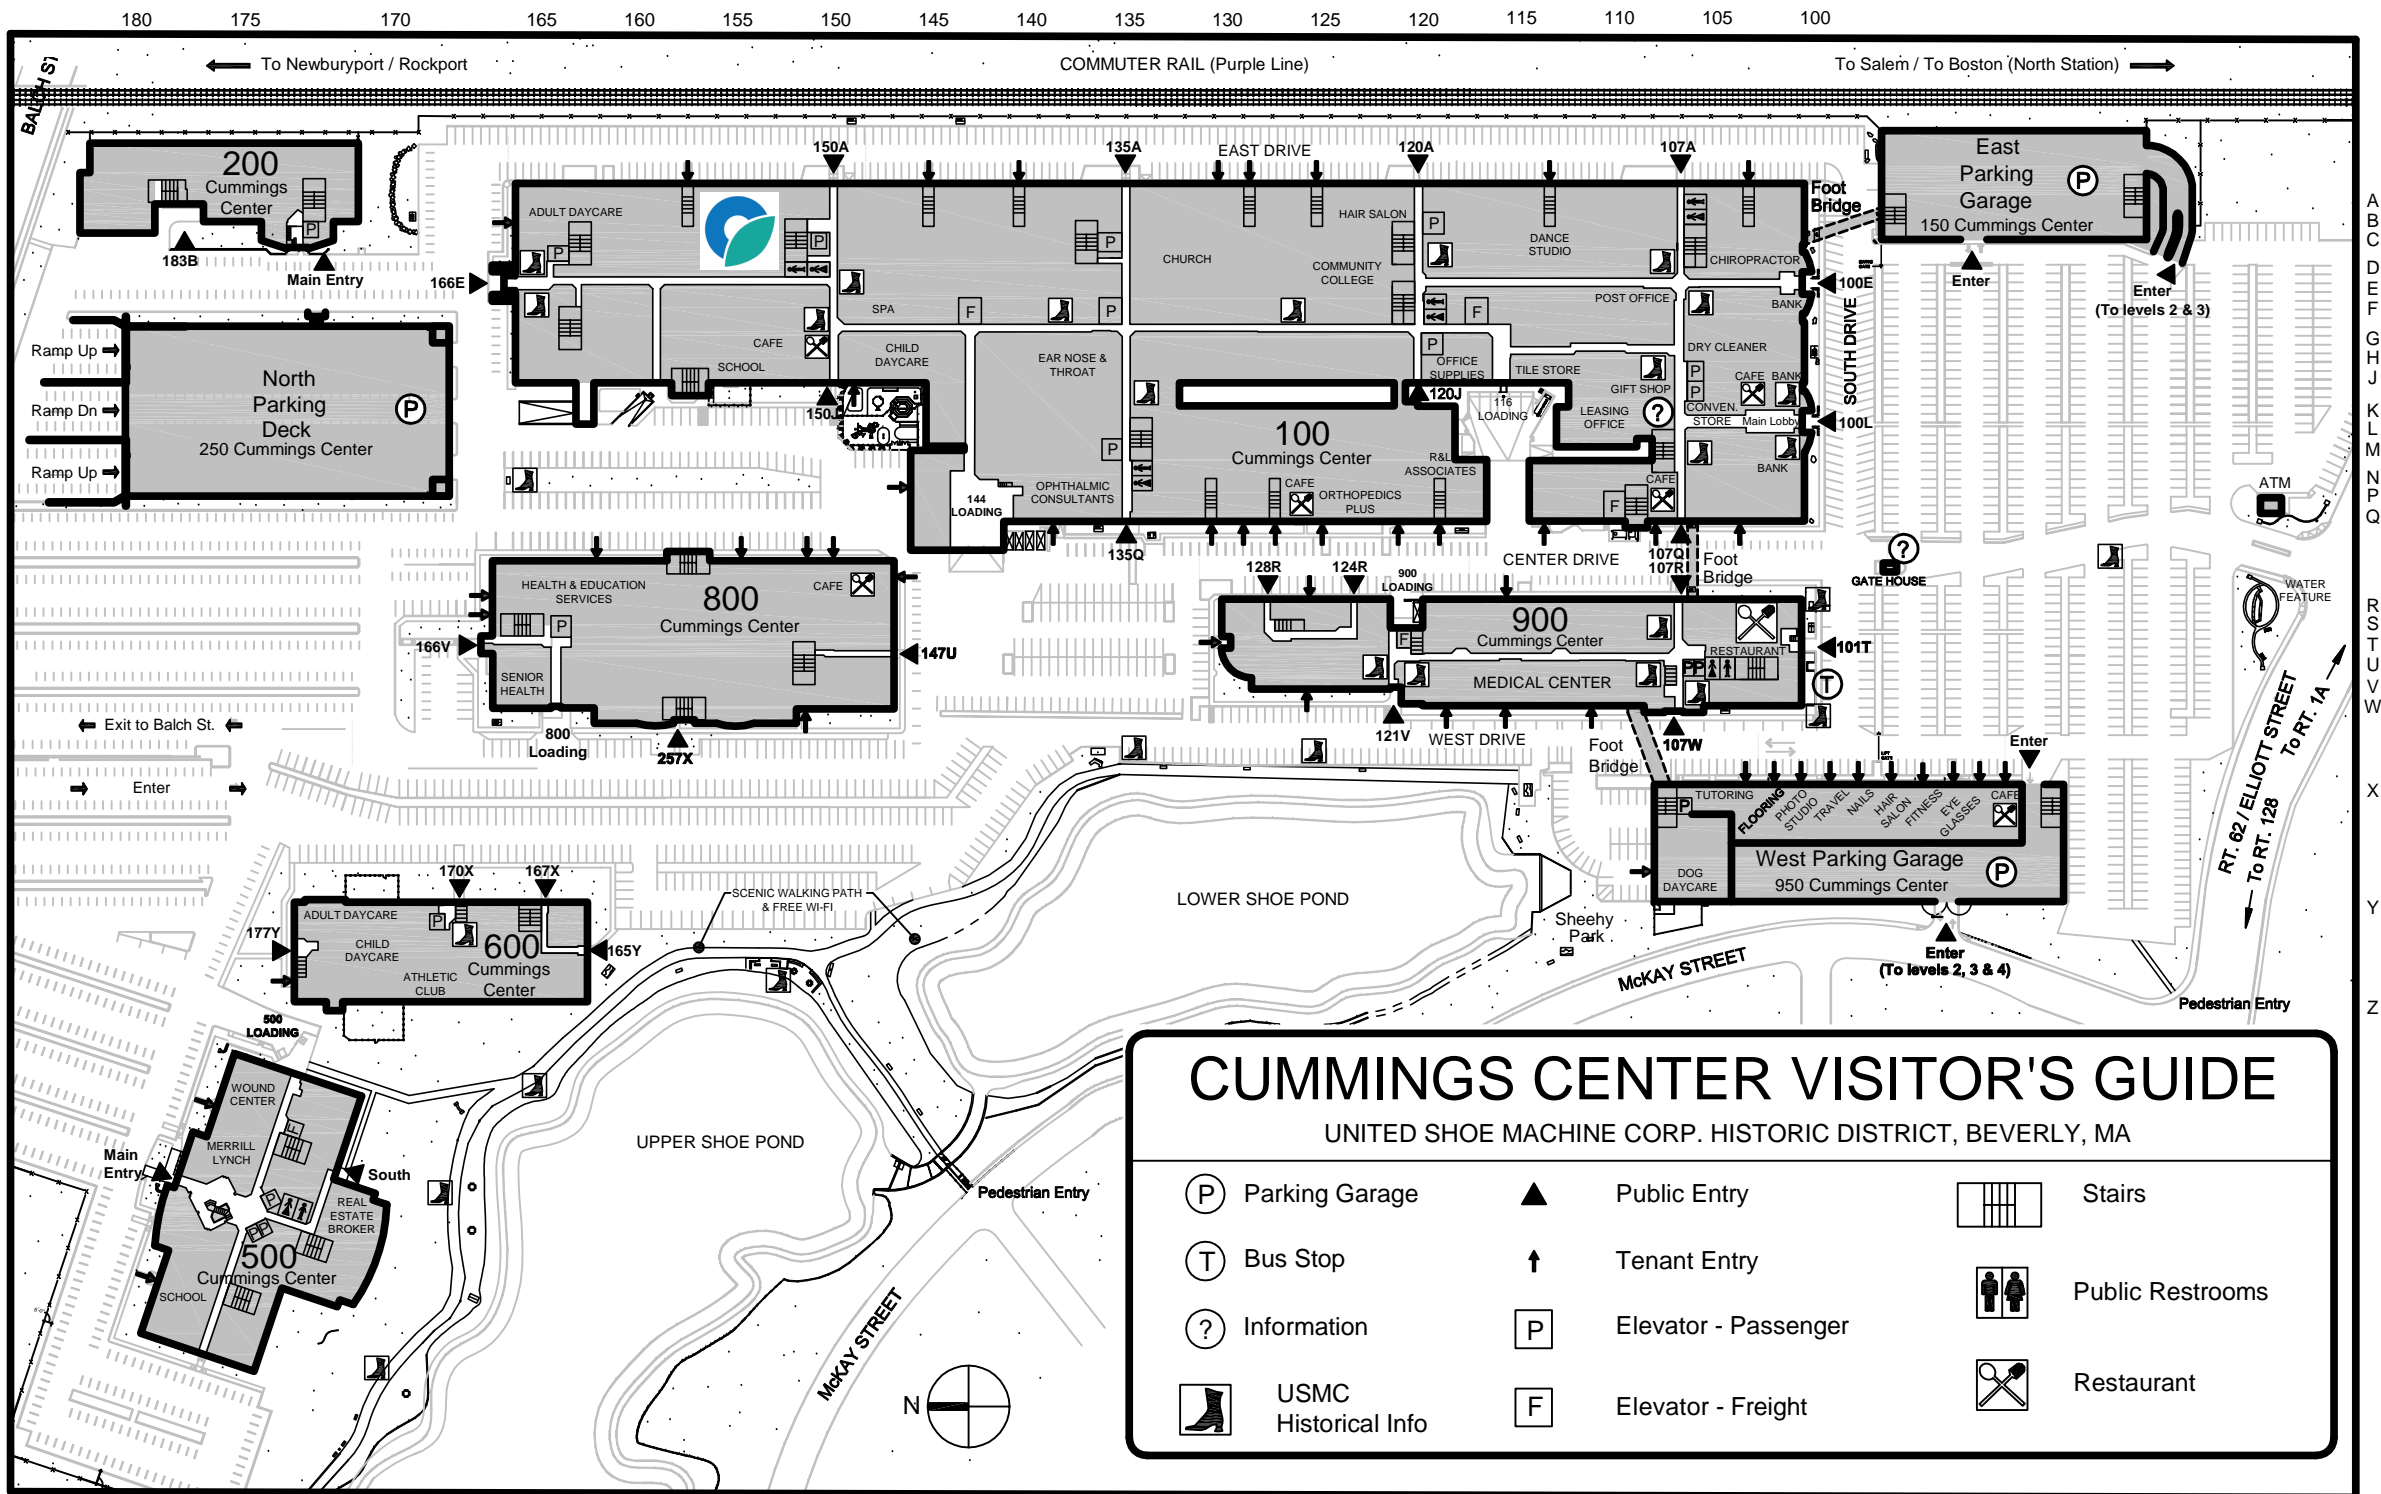 180 175 170 165 160 155 150 145 140 135 130 125 120 115 110 105 100
To Newburyport / Rockport
COMMUTER RAIL (Purple Line)
To Salem / To Boston (North Station)
BALCH ST
200
Cummings
Center
P
183B
Main Entry
150A
135A
EAST DRIVE
120A
107A
Foot
Bridge
East
Parking
Garage
P
150 Cummings Center
Enter
Enter
(To levels 2 & 3)
A
B
C
D
E
F
G
H
J
K
L
M
N
P
Q
R
S
T
U
V
W
X
Y
Z
ADULT DAYCARE
P
P
166E
HAIR SALON
P
P
CHURCH
COMMUNITY
COLLEGE
DANCE
STUDIO
CHIROPRACTOR
100E
BANK
POST OFFICE
SPA
F
P
F
SOUTH DRIVE
CAFE
SCHOOL
CHILD
DAYCARE
EAR NOSE &
THROAT
P
OFFICE
SUPPLIES
TILE STORE
DRY CLEANER
P
P
CAFE
BANK
GIFT SHOP
LEASING
OFFICE
?
CONVEN.
STORE
Main Lobby
100L
BANK
150J
120J
116
LOADING
100
Cummings Center
P
R&L
ASSOCIATES
CAFE
F
OPHTHALMIC
CONSULTANTS
CAFE
ORTHOPEDICS
PLUS
144
LOADING
135Q
107Q
107R
CENTER DRIVE
Foot
Bridge
Ramp Up
Ramp Dn
Ramp Up
North
Parking
Deck
P
250 Cummings Center
ATM
?
GATE HOUSE
WATER
FEATURE
HEALTH & EDUCATION
SERVICES
800
Cummings Center
CAFE
P
166V
147U
SENIOR
HEALTH
800
Loading
257X
128R
124R
900
LOADING
900
Cummings Center
F
RESTAURANT
PP
101T
T
MEDICAL CENTER
121V
WEST DRIVE
Foot
Bridge
107W
Exit to Balch St.
Enter
Enter
LIFT
GATE
TUTORING
P
FLOORING
PHOTO
STUDIO
TRAVEL
NAILS
HAIR
SALON
FITNESS
EYE
GLASSES
CAFE
West Parking Garage
950 Cummings Center
P
DOG
DAYCARE
Enter
(To levels 2, 3 & 4)
RT. 62 / ELLIOTT STREET
To RT. 1A
To RT. 128
Pedestrian Entry
170X
167X
ADULT DAYCARE
P
177Y
CHILD
DAYCARE
600
Cummings
Center
165Y
ATHLETIC
CLUB
SCENIC WALKING PATH
& FREE WI-FI
LOWER SHOE POND
Sheehy
Park
McKAY STREET
500
LOADING
WOUND
CENTER
F
MERRILL
LYNCH
Main
Entry
South
P
PP
REAL
ESTATE
BROKER
500
Cummings Center
SCHOOL
UPPER SHOE POND
Pedestrian Entry
McKAY STREET
N
CUMMINGS CENTER VISITOR'S GUIDE
UNITED SHOE MACHINE CORP. HISTORIC DISTRICT, BEVERLY, MA
P Parking Garage
Public Entry
Stairs
T Bus Stop
Tenant Entry
Public Restrooms
? Information
P Elevator - Passenger
Restaurant
USMC
Historical Info
F Elevator - Freight